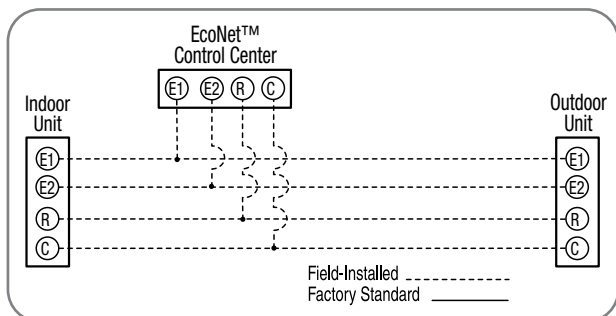 EcoNet™
Control Center
E1 E2 R C
Indoor
Unit
Outdoor
Unit
E1 E1
E2 E2
R R
C C
Field-Installed
Factory Standard